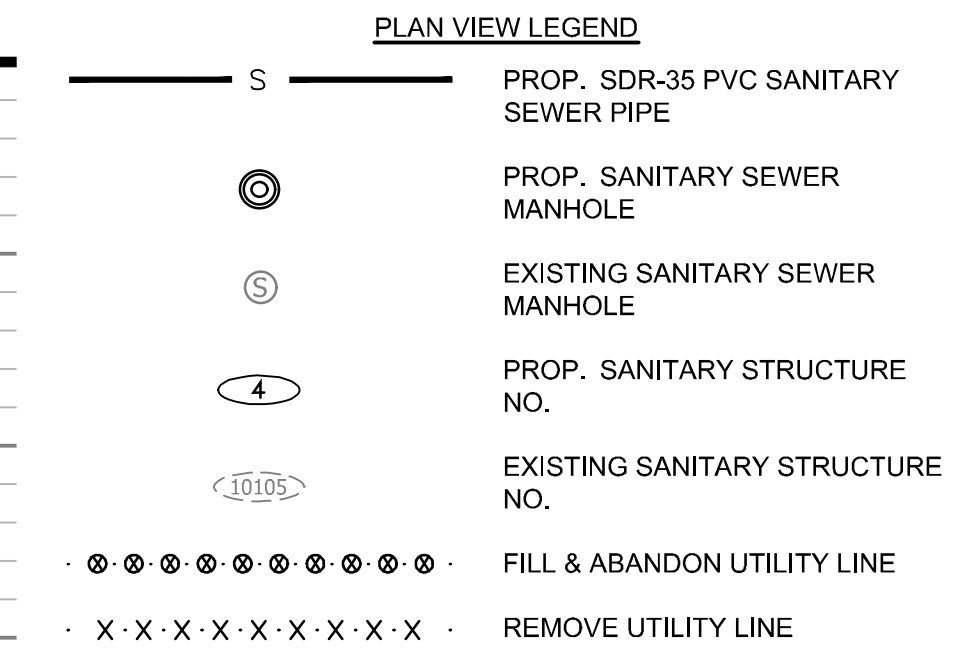 PLAN VIEW LEGEND
S
PROP. SDR-35 PVC SANITARY
SEWER PIPE
PROP. SANITARY SEWER
MANHOLE
S
EXISTING SANITARY SEWER
MANHOLE
4
PROP. SANITARY STRUCTURE
NO.
10105
EXISTING SANITARY STRUCTURE
NO.
FILL & ABANDON UTILITY LINE
X · X · X · X · X · X · X · X · X
REMOVE UTILITY LINE